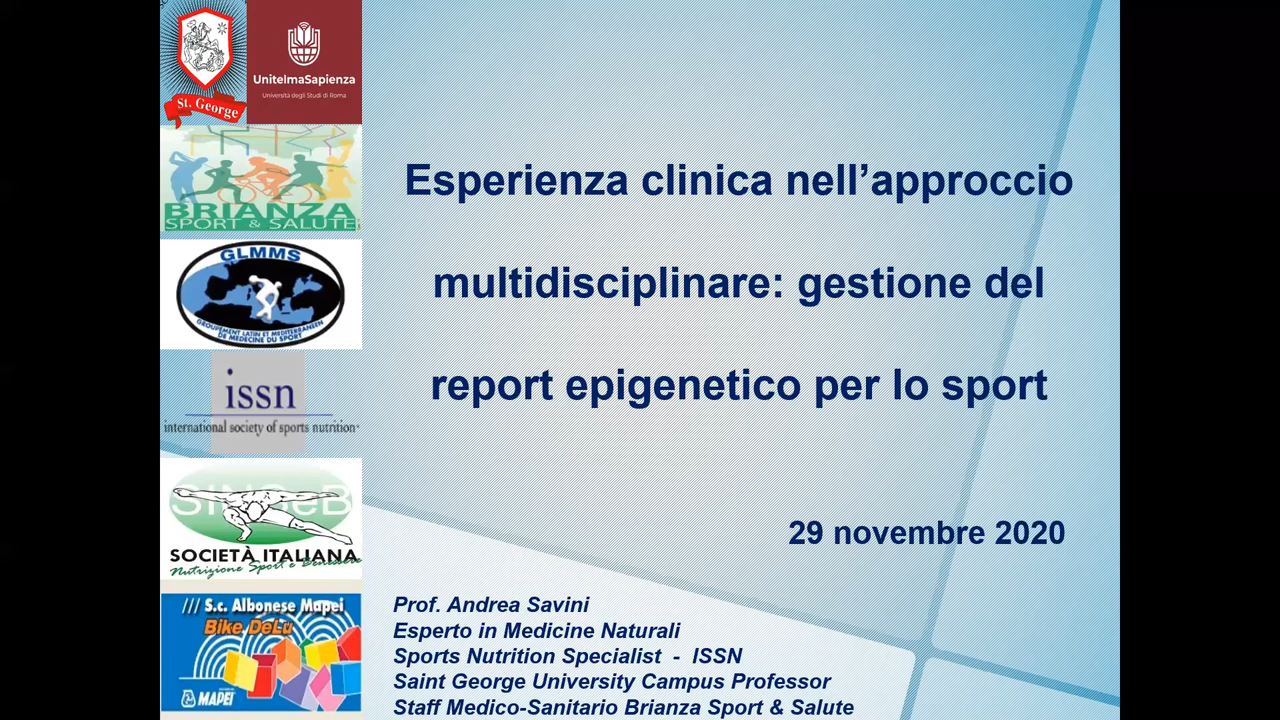 St. George
UnitelmaSapienza
Università degli Studi di Roma
BRIANZA
SPORT & SALUTE
GLMMS
GROUPEMENT LATIN ET MEDITERRANEEN
DE MEDECINE DU SPORT
issn
international society of sports nutrition
SINSeB
SOCIETÀ ITALIANA
Nutrizione Sport e Benessere
/// S.c. Albonese Mapei
Bike DeLu
MAPEI
Esperienza clinica nell’approccio
multidisciplinare: gestione del
report epigenetico per lo sport
29 novembre 2020
Prof. Andrea Savini
Esperto in Medicine Naturali
Sports Nutrition Specialist - ISSN
Saint George University Campus Professor
Staff Medico-Sanitario Brianza Sport & Salute